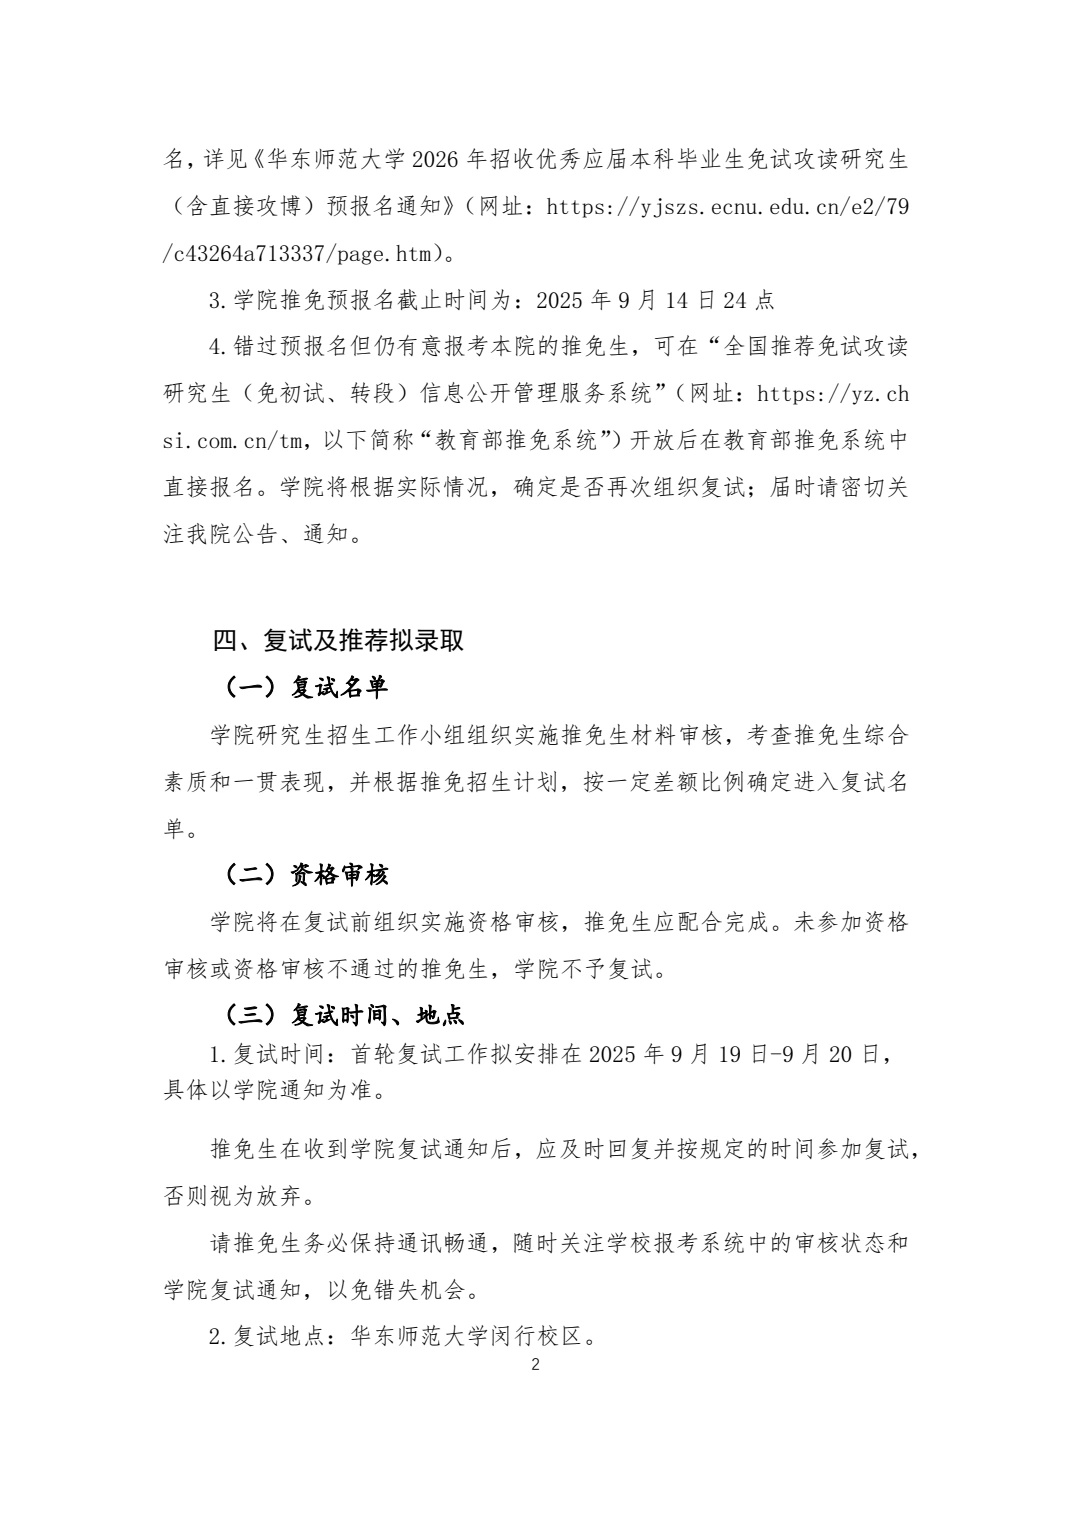 名，详见《华东师范大学 2026 年招收优秀应届本科毕业生免试攻读研究生
（含直接攻博）预报名通知》（网址：https://yjszs.ecnu.edu.cn/e2/79
/c43264a713337/page.htm）。
3.学院推免预报名截止时间为：2025 年 9 月 14 日 24 点
4.错过预报名但仍有意报考本院的推免生，可在“全国推荐免试攻读
研究生（免初试、转段）信息公开管理服务系统”（网址：https://yz.ch
si.com.cn/tm，以下简称“教育部推免系统”）开放后在教育部推免系统中
直接报名。学院将根据实际情况，确定是否再次组织复试；届时请密切关
注我院公告、通知。
四、复试及推荐拟录取
（一）复试名单
学院研究生招生工作小组组织实施推免生材料审核，考查推免生综合
素质和一贯表现，并根据推免招生计划，按一定差额比例确定进入复试名
单。
（二）资格审核
学院将在复试前组织实施资格审核，推免生应配合完成。未参加资格
审核或资格审核不通过的推免生，学院不予复试。
（三）复试时间、地点
1.复试时间：首轮复试工作拟安排在 2025 年 9 月 19 日-9 月 20 日，
具体以学院通知为准。
推免生在收到学院复试通知后，应及时回复并按规定的时间参加复试，
否则视为放弃。
请推免生务必保持通讯畅通，随时关注学校报考系统中的审核状态和
学院复试通知，以免错失机会。
2.复试地点：华东师范大学闵行校区。
2